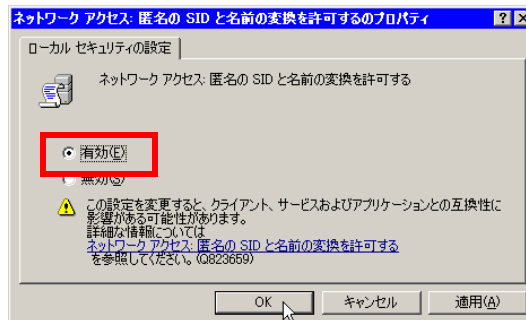 ネットワーク アクセス: 匿名の SID と名前の変換を許可するのプロパティ
ローカル セキュリティの設定
ネットワーク アクセス: 匿名の SID と名前の変換を許可する
有効(E)
無効(S)
この設定を変更すると、クライアント、サービスおよびアプリケーションとの互換性に
影響がある可能性があります。
詳細な情報については
ネットワーク アクセス: 匿名の SID と名前の変換を許可する
を参照してください。(Q823659)
OK
キャンセル
適用(A)